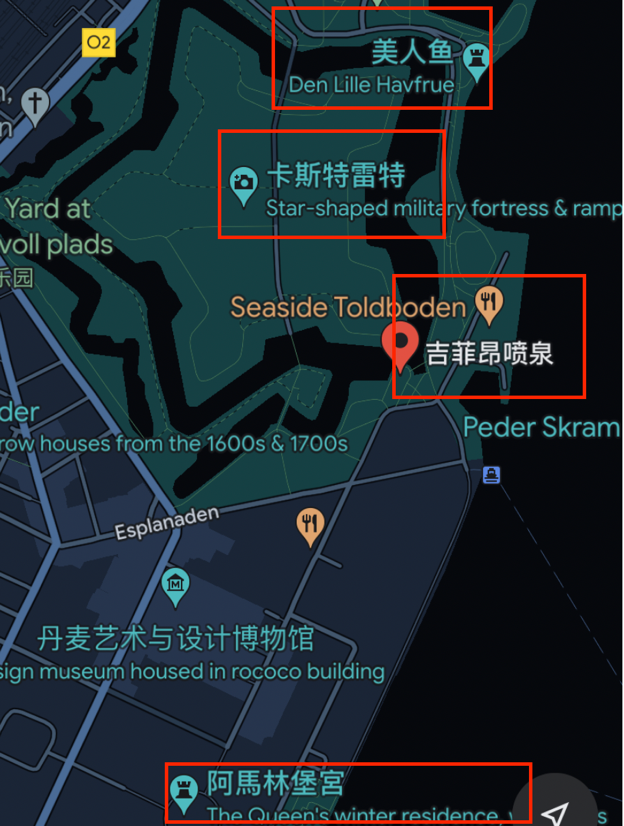 O2
美人鱼
Den Lille Havfrue
n,
n
卡斯特雷特
Star-shaped military fortress & ramp
Yard at
voll plads
乐园
Seaside Toldboden
吉菲昂喷泉
der
Peder Skram
row houses from the 1600s & 1700s
Esplanaden
M
丹麦艺术与设计博物馆
sign museum housed in rococo building
阿馬林堡宮
The Queen's winter residence,
s